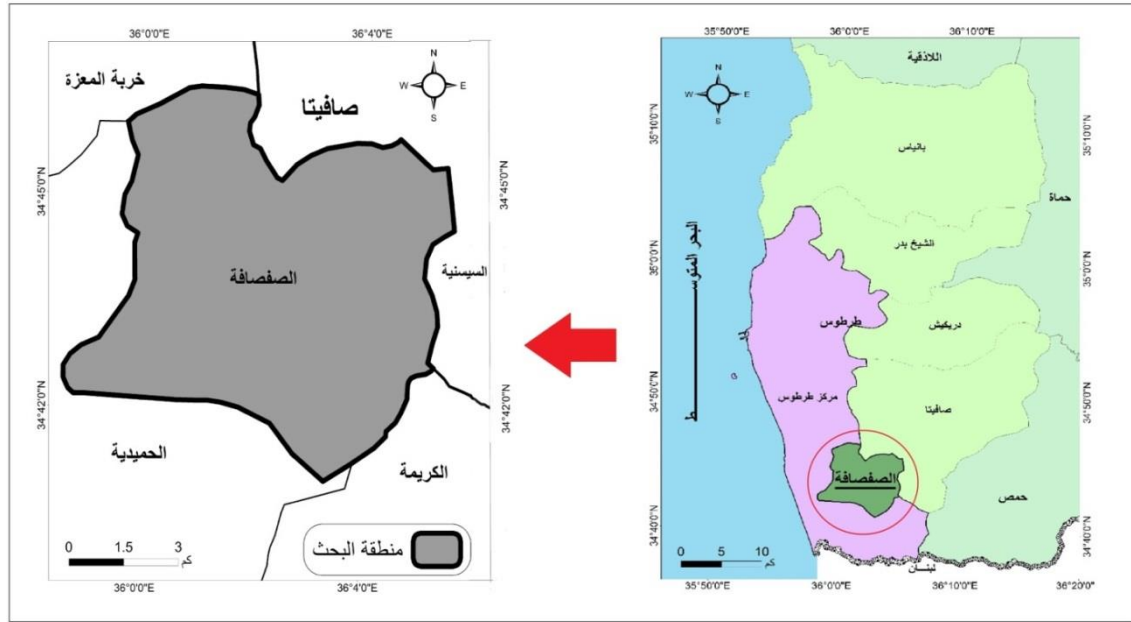 36°0'0"E
36°4'0"E
خربة المعزة
N
W
E
S
صافيتا
34°45'0"N
34°45'0"N
السيسنية
الصفصافة
34°42'0"N
34°42'0"N
الحميدية
الكريمة
منطقة البحث
0
1.5
3
كم
36°0'0"E
36°4'0"E
35°50'0"E
36°0'0"E
36°10'0"E
اللاذقية
N
W
E
S
35°10'0"N
35°10'0"N
بانياس
حماة
البحر المتوســـــــــط
الشيخ بدر
36°0'0"N
35°0'0"N
طرطوس
دريكيش
34°50'0"N
34°50'0"N
مركز طرطوس
صافيتا
الصفصافة
حمص
34°40'0"N
34°40'0"N
0
5
10
كم
لبنـــان
35°50'0"E
36°0'0"E
36°10'0"E
36°20'0"E